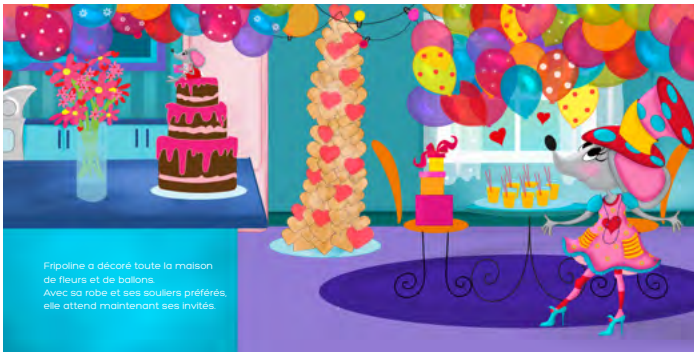 Fripoline a décoré toute la maison
de fleurs et de ballons.
Avec sa robe et ses souliers préférés,
elle attend maintenant ses invités.